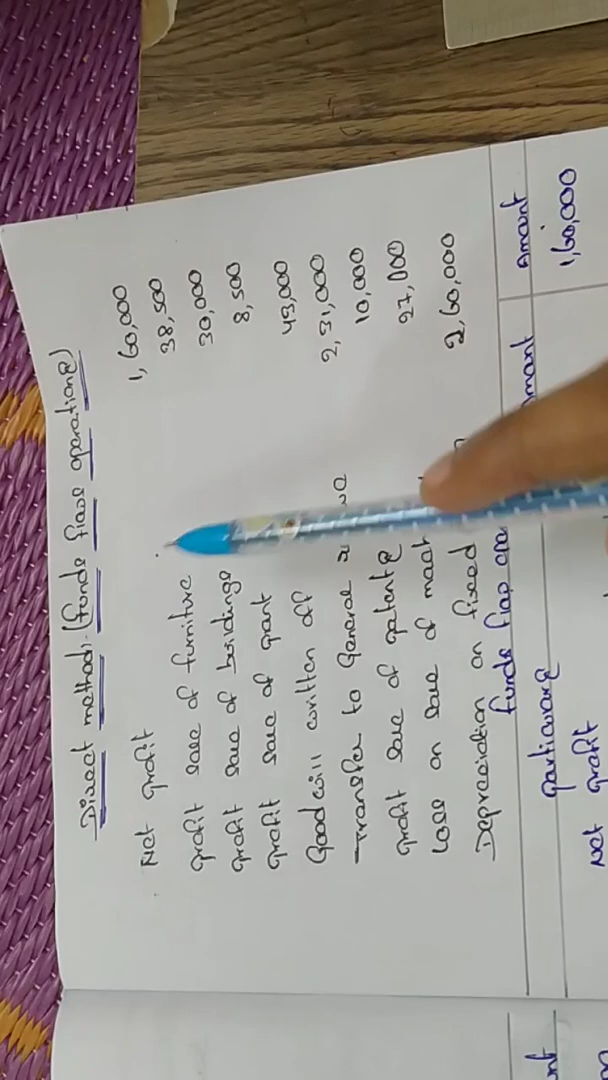 Direct method:- (Funds flow operations)
Net profit 1,60,000
profit sale of furniture 38,500
profit sale of buildings 30,000
profit sale of 8,500
Goodwill written off 45,000
Transfer to General 2,31,000
profit sale of patents 10,000
Loss on sale of 27,000
Depreciation on fixed 2,60,000
funds flow
particulars Amount
Net profit 1,60,000